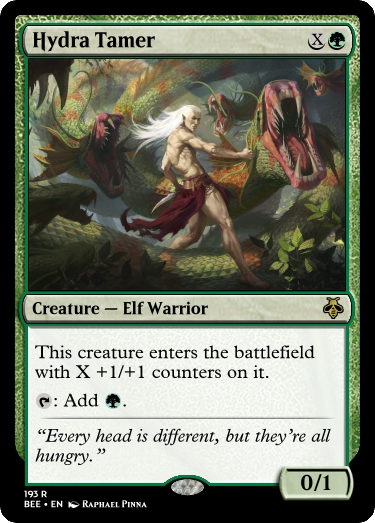 Hydra Tamer X
Creature — Elf Warrior
This creature enters the battlefield
with X +1/+1 counters on it.
: Add .
“Every head is different, but they’re all
hungry.”
0/1
193 R
BEE • EN Raphael Pinna